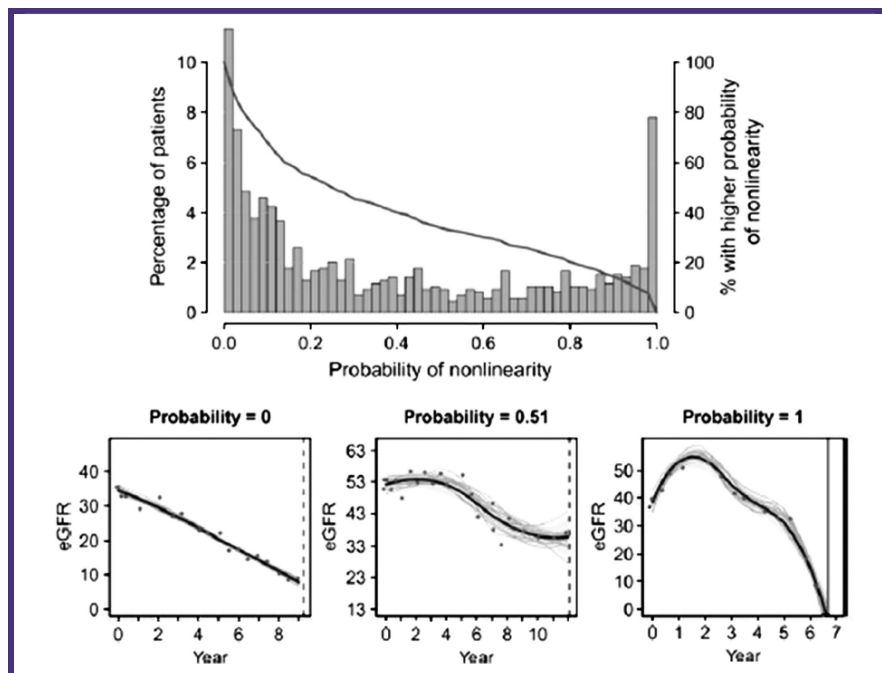 Percentage of patients
10
8
6
4
2
0
100
80
60
40
20
0
% with higher probability
of nonlinearity
0.0 0.2 0.4 0.6 0.8 1.0
Probability of nonlinearity
Probability = 0
eGFR
40
30
20
10
0
0 2 4 6 8
Year
Probability = 0.51
eGFR
63
53
43
33
23
13
0 2 4 6 8 10
Year
Probability = 1
eGFR
50
40
30
20
10
0
0 1 2 3 4 5 6 7
Year